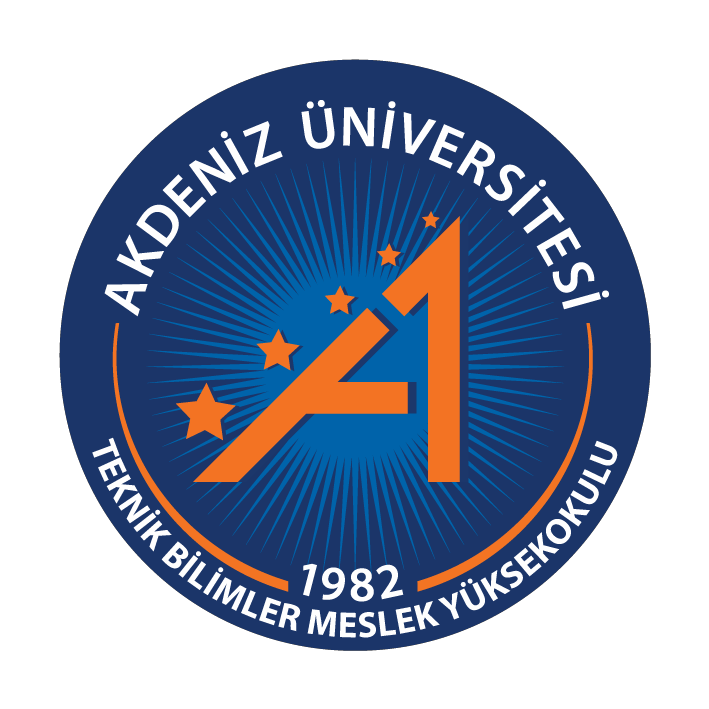 AKDENİZ ÜNİVERSİTESİ
1982
TEKNİK BİLİMLER MESLEK YÜKSEKOKULU